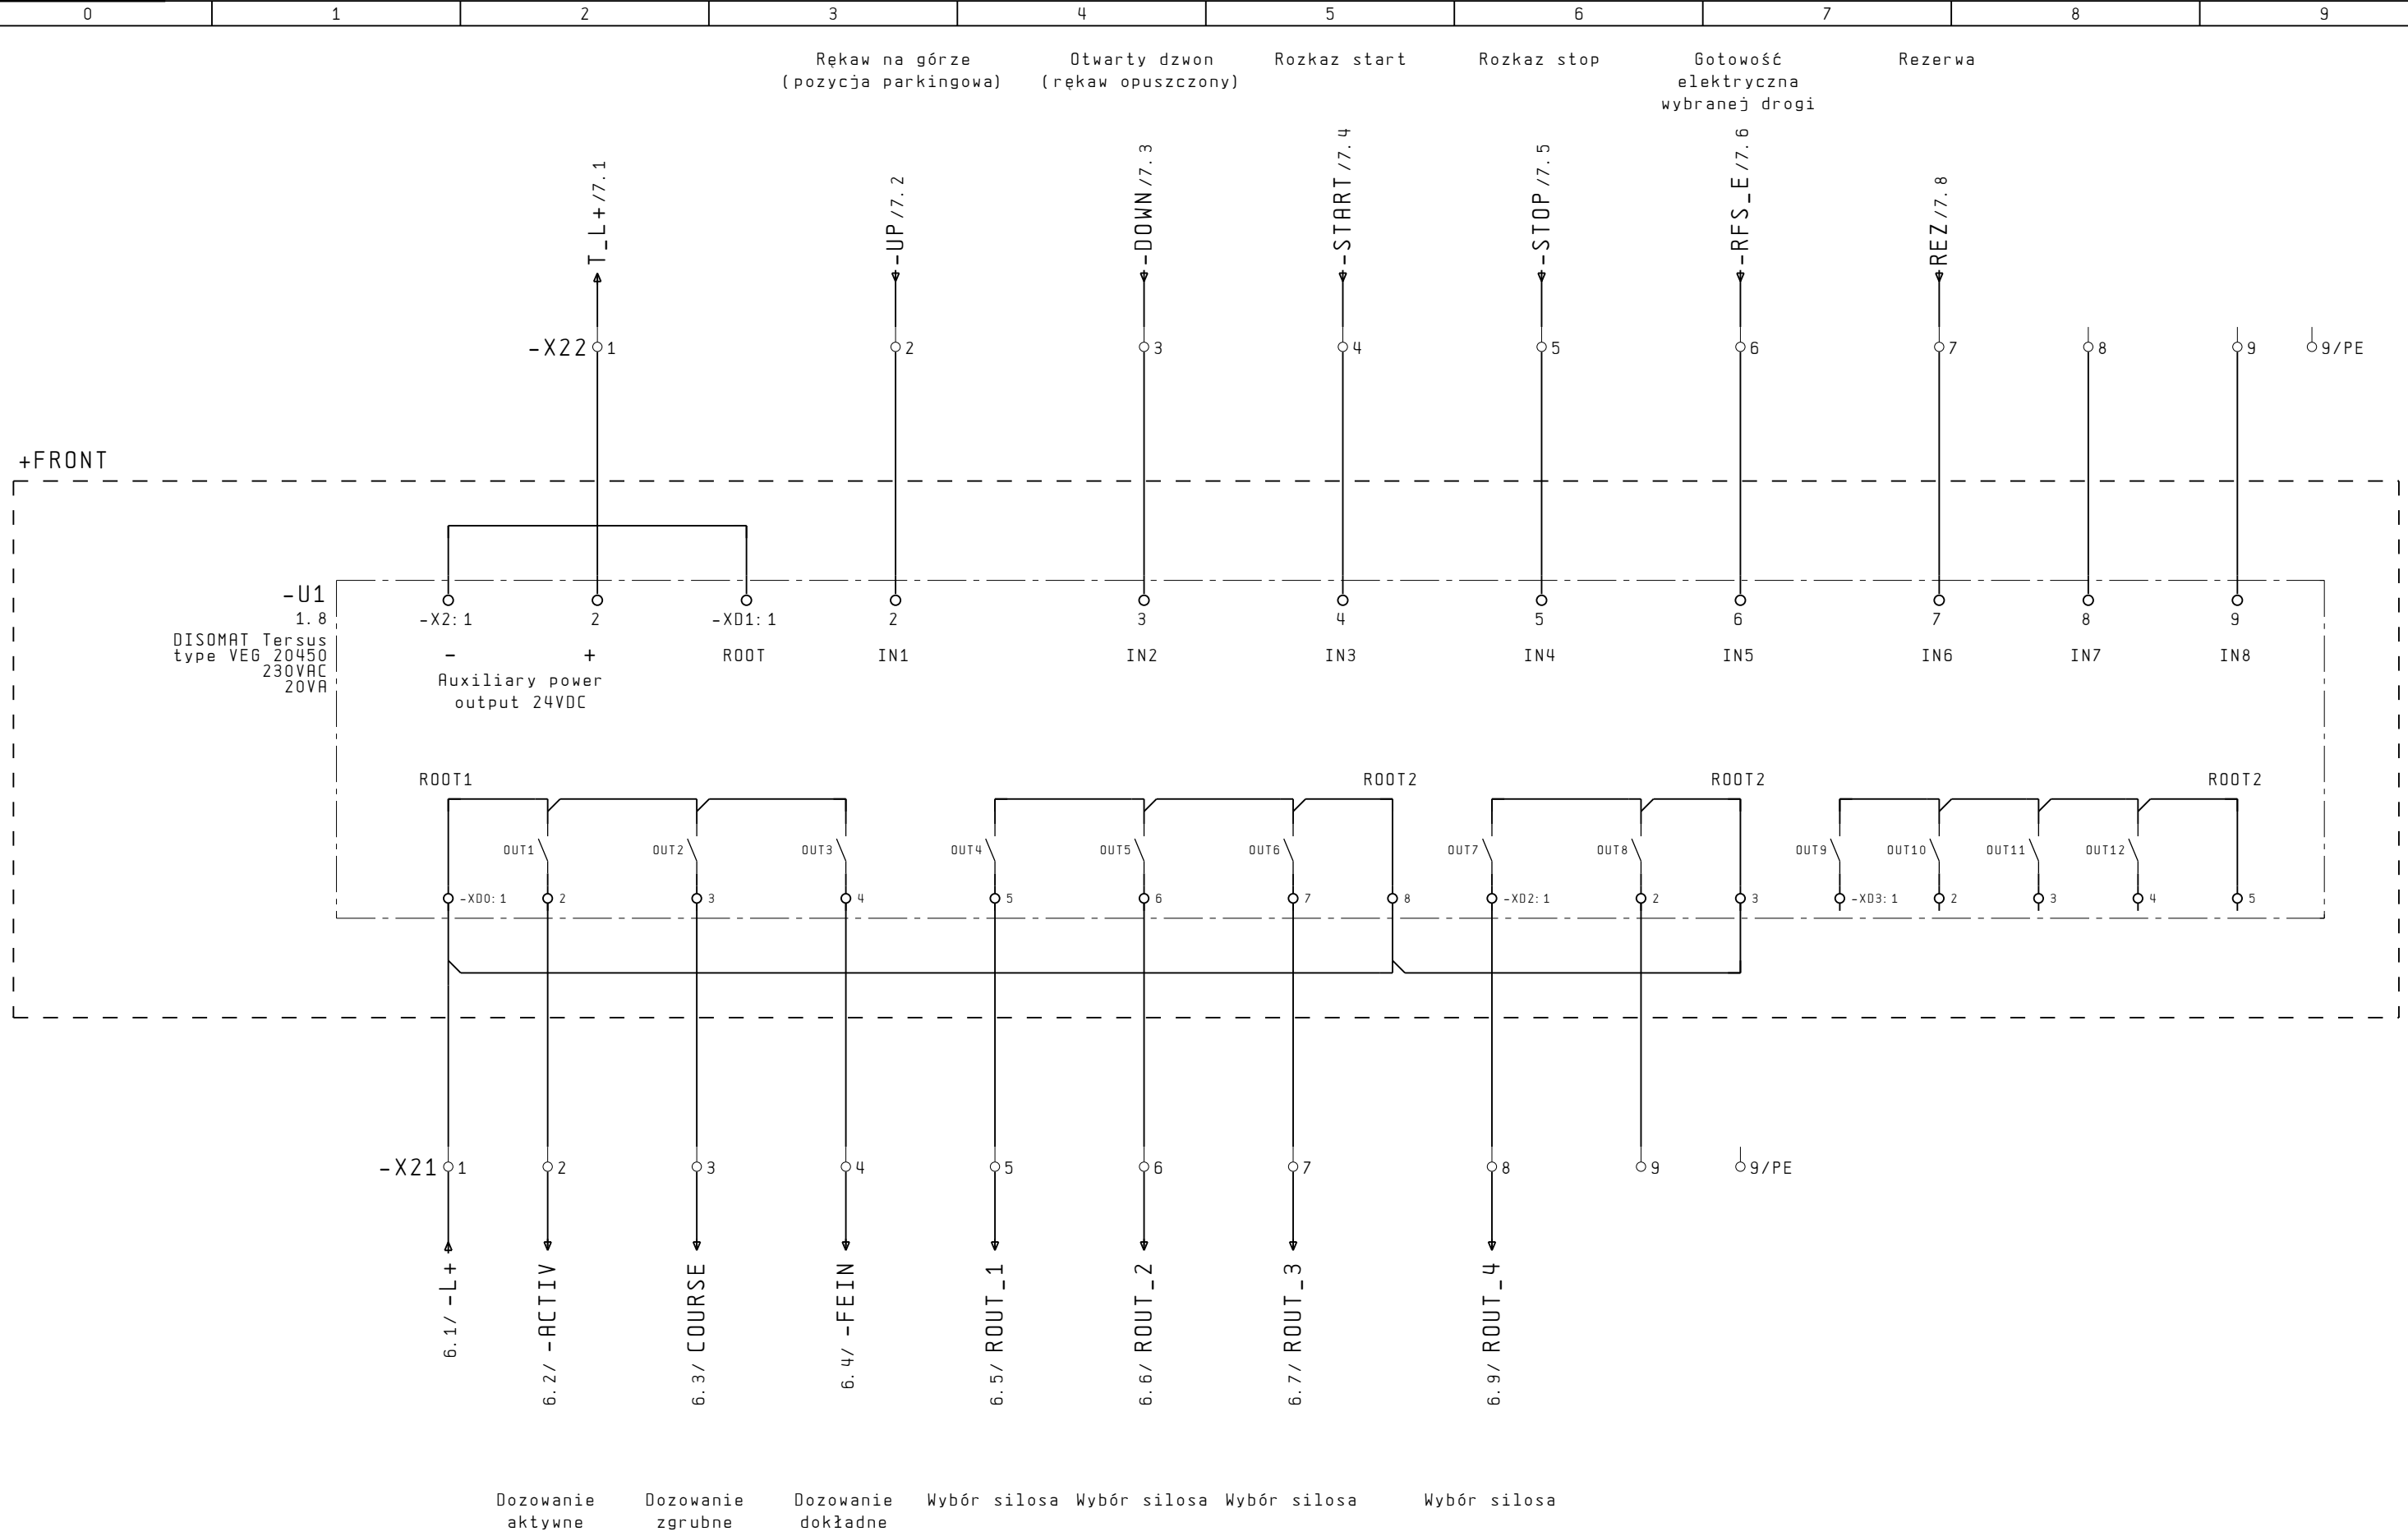 0 1 2 3 4 5 6 7 8 9
Rękaw na górze
(pozycja parkingowa)
Otwarty dzwon
(rękaw opuszczony)
Rozkaz start
Rozkaz stop
Gotowość
elektryczna
wybranej drogi
Rezerwa
T_L+/7.1
-UP/7.2
-DOWN/7.3
-START/7.4
-STOP/7.5
-RFS_E/7.6
REZ/7.8
-X22 1 2 3 4 5 6 7 8 9 9/PE
+FRONT
-U1
1.8
DISOMAT Tersus
type VEG 20450
230VAC
20VA
-X2:1 2 -XD1:1 2 3 4 5 6 7 8 9
- + ROOT IN1 IN2 IN3 IN4 IN5 IN6 IN7 IN8
Auxiliary power
output 24VDC
ROOT1 ROOT2 ROOT2 ROOT2
OUT1 OUT2 OUT3 OUT4 OUT5 OUT6 OUT7 OUT8 OUT9 OUT10 OUT11 OUT12
-XD0:1 2 3 4 5 6 7 8 -XD2:1 2 3 -XD3:1 2 3 4 5
-X21 1 2 3 4 5 6 7 8 9 9/PE
6.1/ -L+
6.2/ -ACTIV
6.3/ COURSE
6.4/ -FEIN
6.5/ ROUT_1
6.6/ ROUT_2
6.7/ ROUT_3
6.9/ ROUT_4
Dozowanie
aktywne
Dozowanie
zgrubne
Dozowanie
dokładne
Wybór silosa
Wybór silosa
Wybór silosa
Wybór silosa